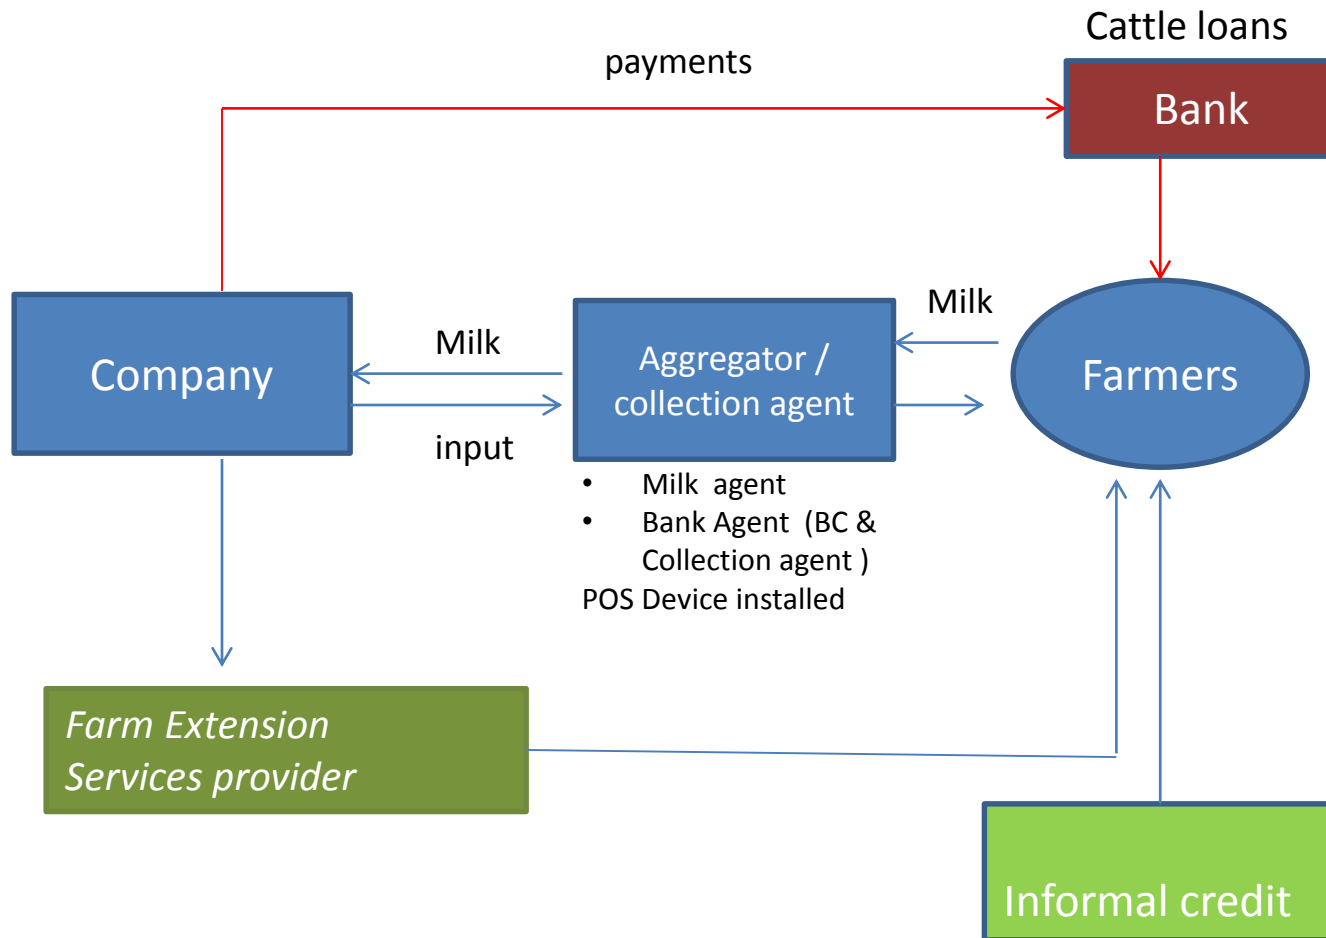 Cattle loans
payments
Bank
Milk
Milk
Company
Aggregator /
collection agent
Farmers
input
• Milk agent
• Bank Agent (BC &
Collection agent )
POS Device installed
Farm Extension
Services provider
Informal credit